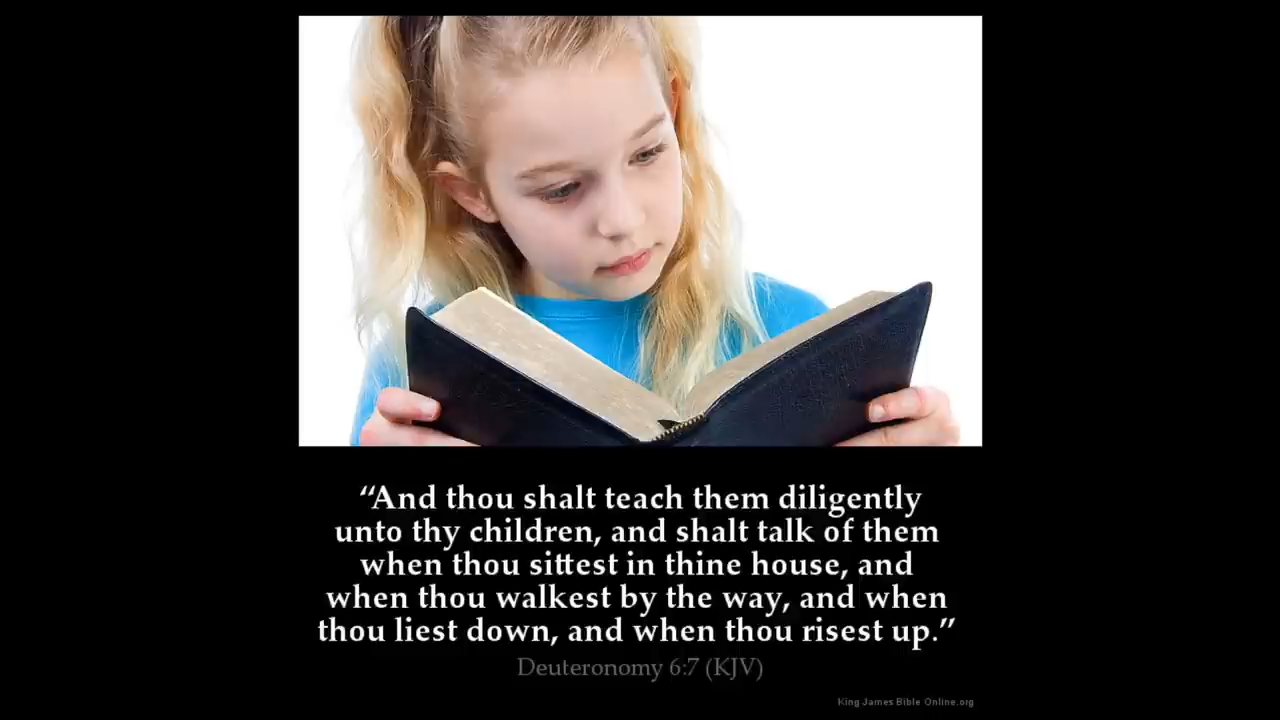 “And thou shalt teach them diligently
unto thy children, and shalt talk of them
when thou sittest in thine house, and
when thou walkest by the way, and when
thou liest down, and when thou risest up.”
Deuteronomy 6:7 (KJV)
King James Bible Online.org